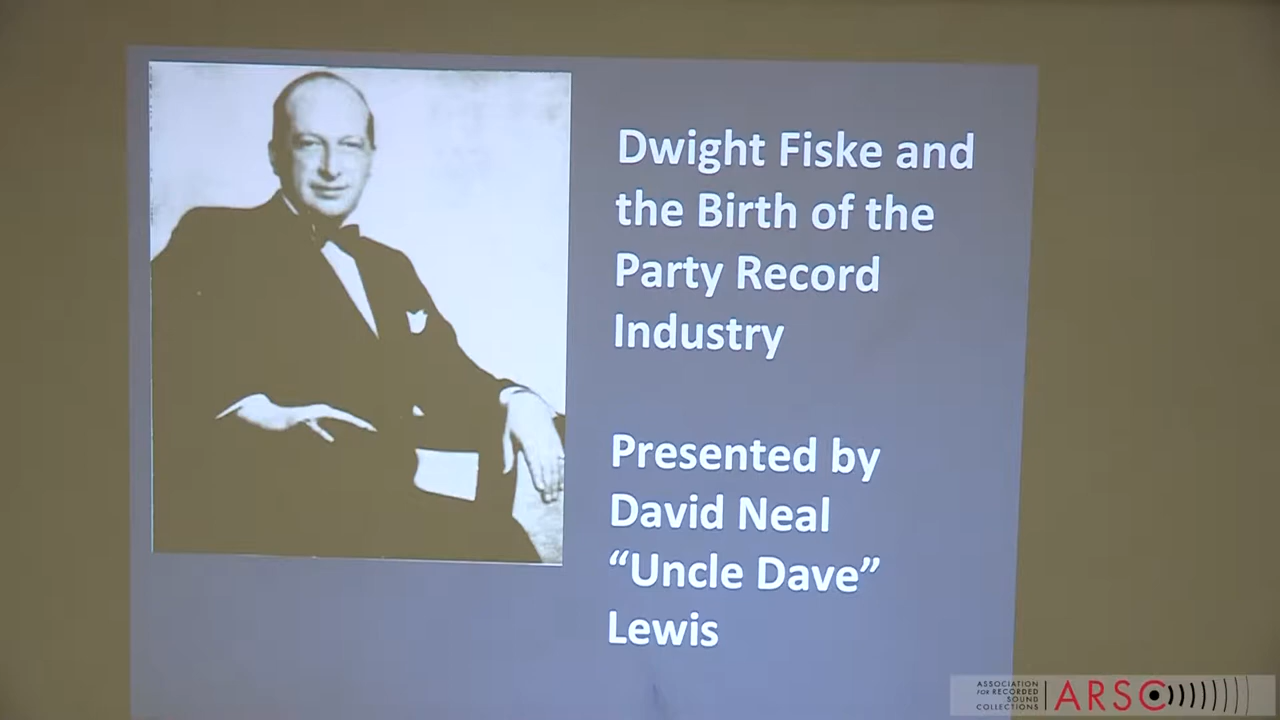 Dwight Fiske and
the Birth of the
Party Record
Industry
Presented by
David Neal
“Uncle Dave”
Lewis
ASSOCIATION
FOR RECORDED
SOUND
COLLECTIONS
ARSC